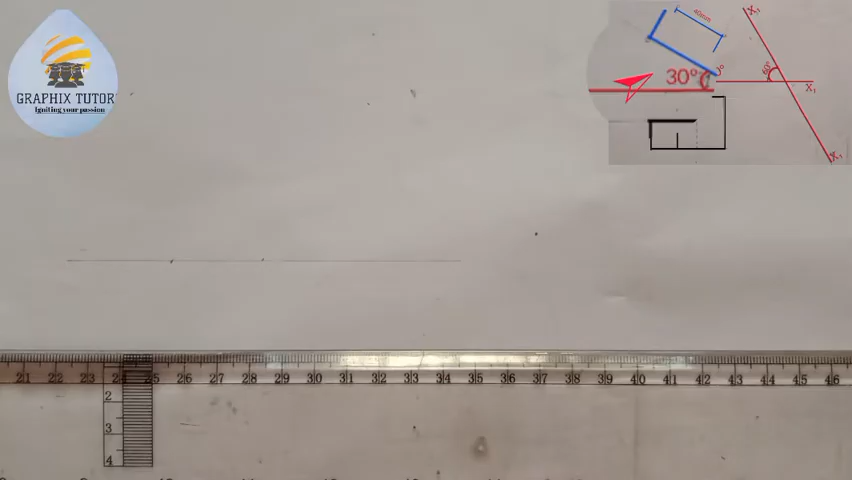 GRAPHIX TUTOR
Igniting your passion
40mm
X₁
30°
60°
X₁
X₁
21 22 23 24 25 26 27 28 29 30 31 32 33 34 35 36 37 38 39 40 41 42 43 44 45 46
2
3
4